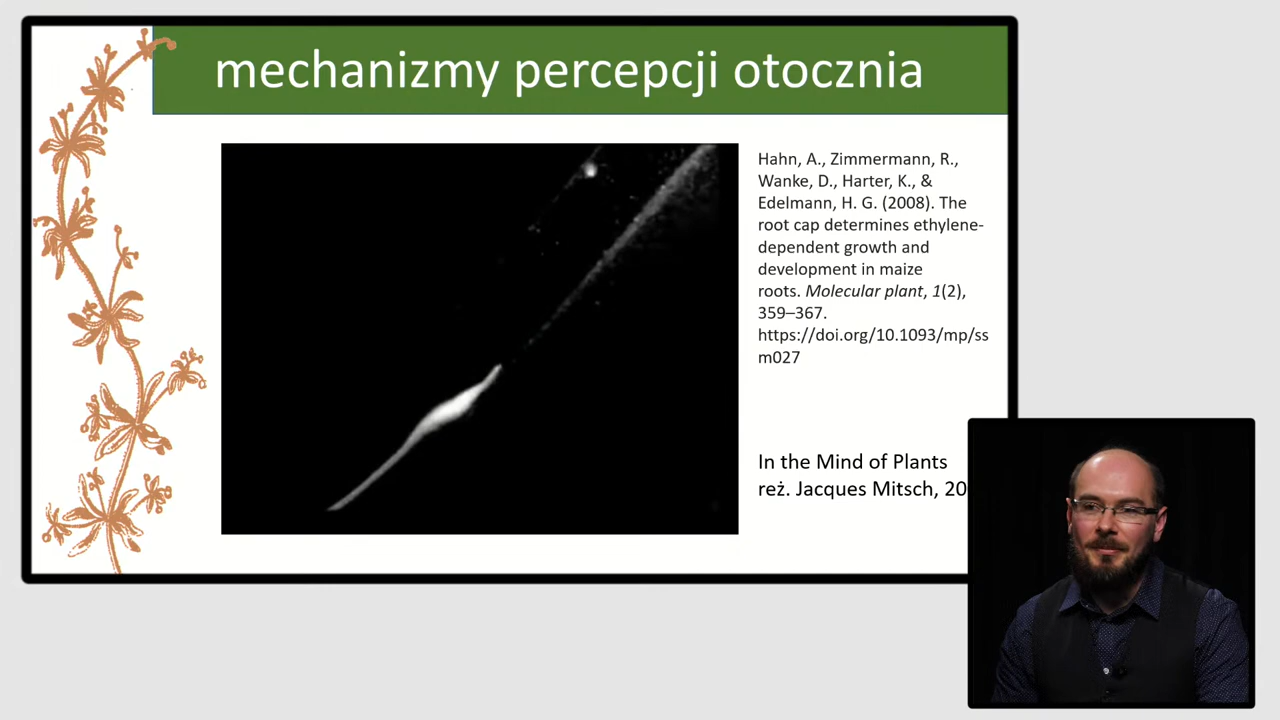 mechanizmy percepcji otocznia
Hahn, A., Zimmermann, R.,
Wanke, D., Harter, K., &
Edelmann, H. G. (2008). The
root cap determines ethylene-
dependent growth and
development in maize
roots. Molecular plant, 1(2),
359–367.
https://doi.org/10.1093/mp/ss
m027
In the Mind of Plants
reż. Jacques Mitsch, 20